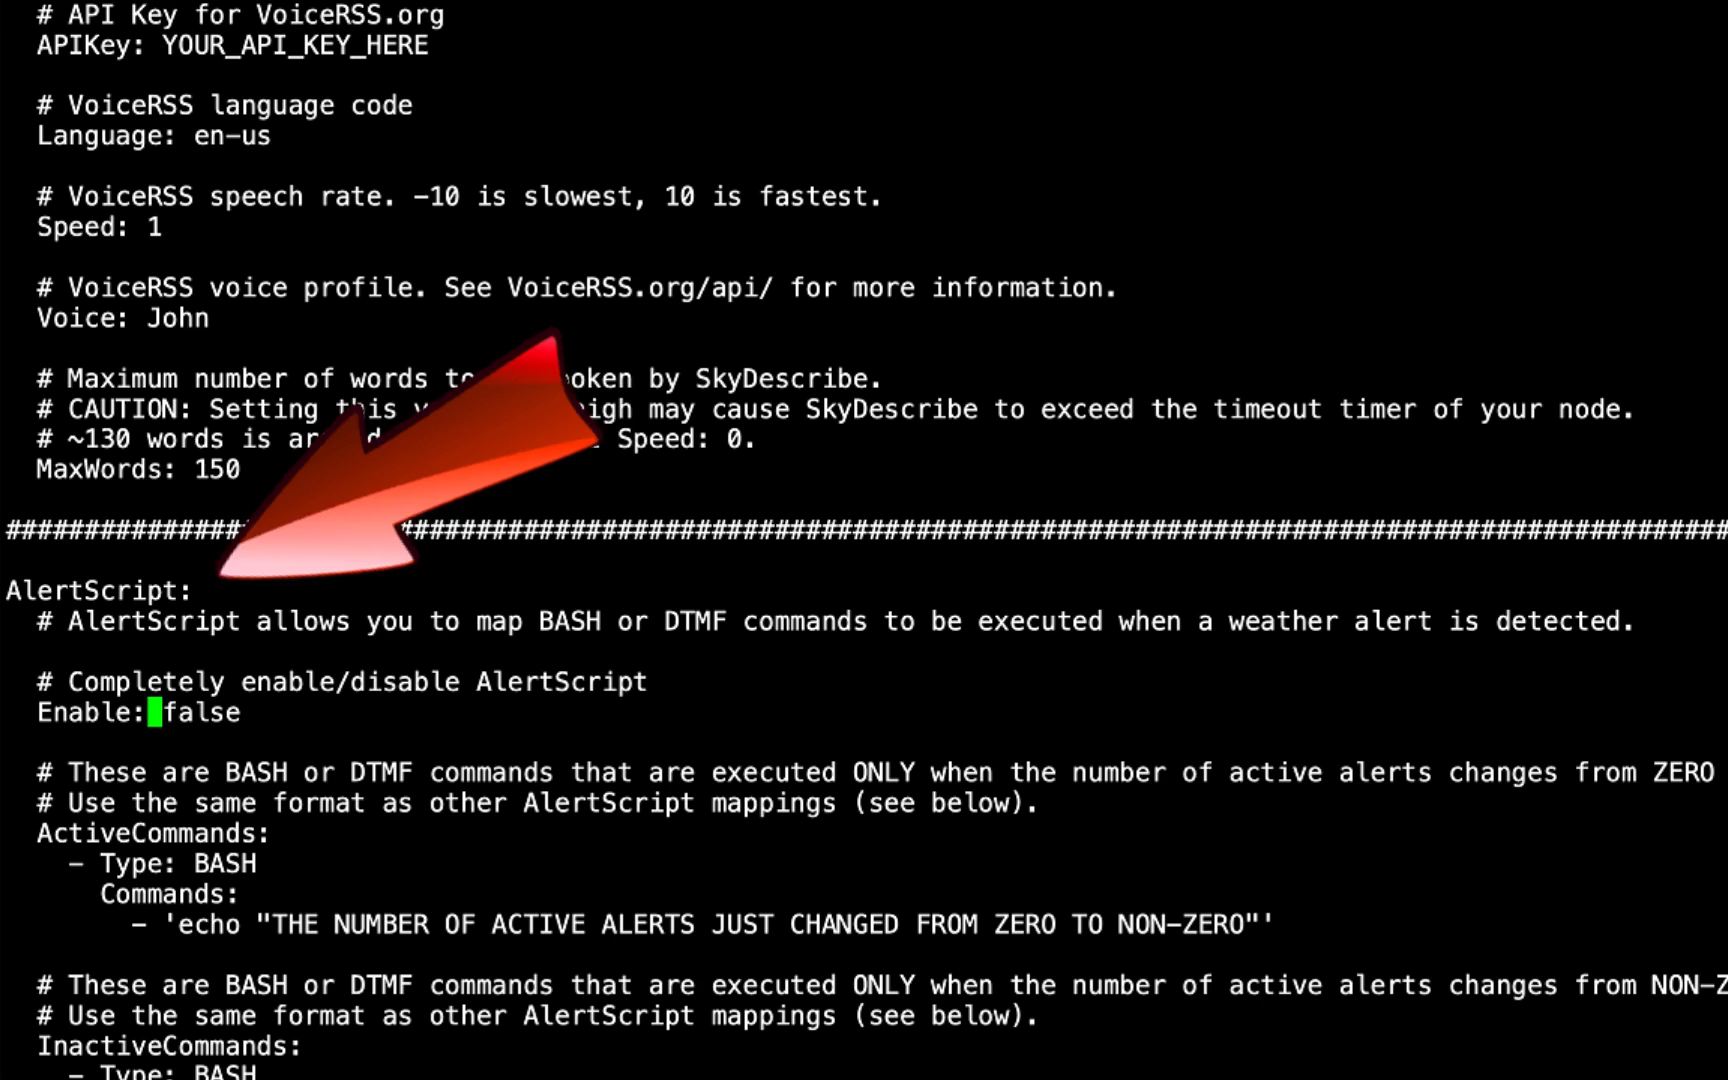 # API Key for VoiceRSS.org
APIKey: YOUR_API_KEY_HERE
# VoiceRSS language code
Language: en-us
# VoiceRSS speech rate. -10 is slowest, 10 is fastest.
Speed: 1
# VoiceRSS voice profile. See VoiceRSS.org/api/ for more information.
Voice: John
# Maximum number of words by SkyDescribe.
# CAUTION: Setting this may cause SkyDescribe to exceed the timeout timer of your node.
# ~130 words is Speed: 0.
MaxWords: 150
################ #####################################################################################
AlertScript:
# AlertScript allows you to map BASH or DTMF commands to be executed when a weather alert is detected.
# Completely enable/disable AlertScript
Enable: false
# These are BASH or DTMF commands that are executed ONLY when the number of active alerts changes from ZERO
# Use the same format as other AlertScript mappings (see below).
ActiveCommands:
- Type: BASH
Commands:
- 'echo "THE NUMBER OF ACTIVE ALERTS JUST CHANGED FROM ZERO TO NON-ZERO"'
# These are BASH or DTMF commands that are executed ONLY when the number of active alerts changes from NON-Z
# Use the same format as other AlertScript mappings (see below).
InactiveCommands:
- Type: BASH